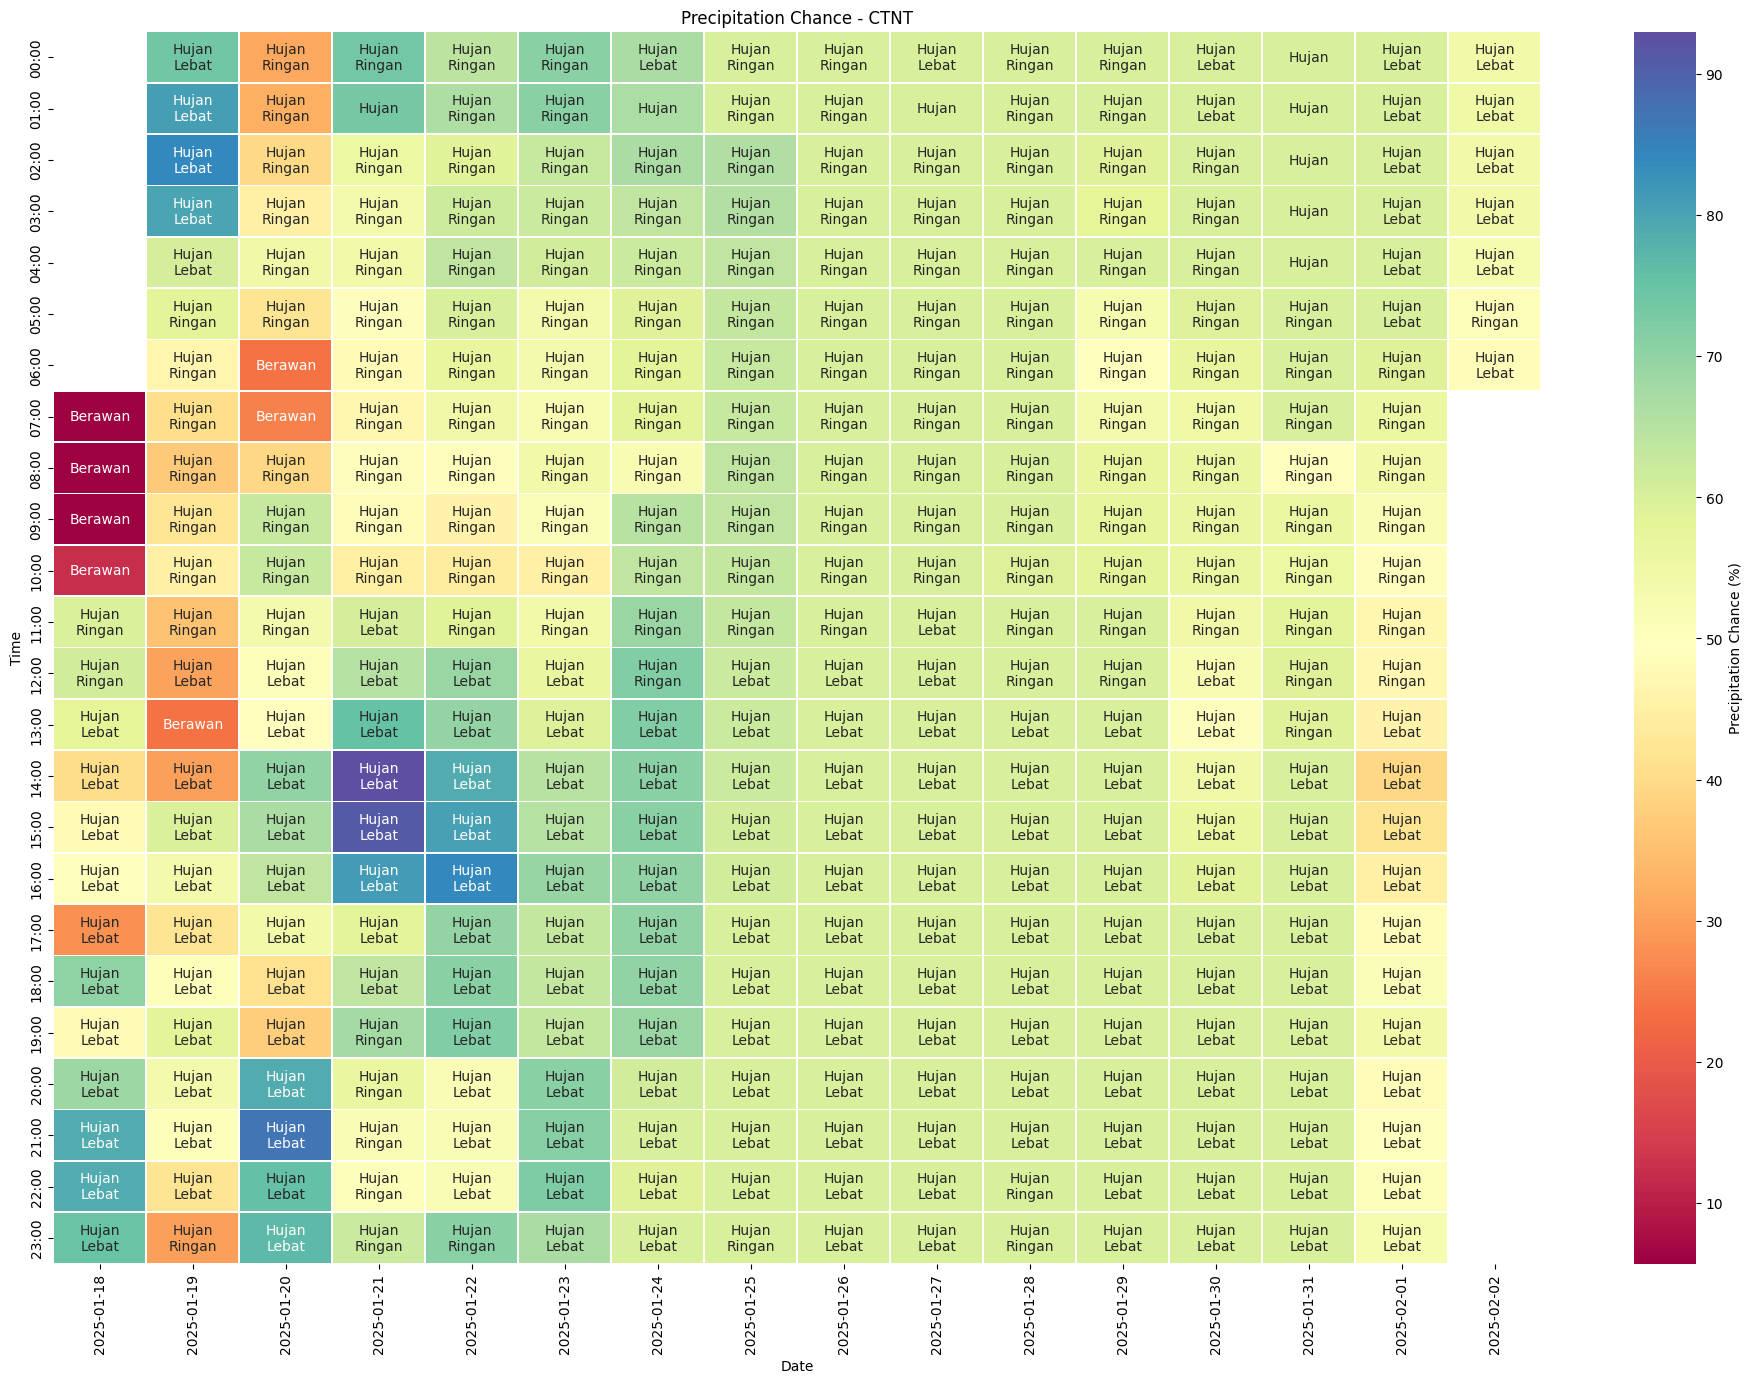 Precipitation Chance - CTNT
00:00 Hujan Lebat Hujan Ringan Hujan Ringan Hujan Ringan Hujan Ringan Hujan Lebat Hujan Ringan Hujan Ringan Hujan Lebat Hujan Ringan Hujan Ringan Hujan Lebat Hujan Hujan Lebat Hujan Lebat
01:00 Hujan Lebat Hujan Ringan Hujan Hujan Ringan Hujan Ringan Hujan Hujan Ringan Hujan Ringan Hujan Hujan Ringan Hujan Ringan Hujan Lebat Hujan Hujan Lebat Hujan Lebat
02:00 Hujan Lebat Hujan Ringan Hujan Ringan Hujan Ringan Hujan Ringan Hujan Ringan Hujan Ringan Hujan Ringan Hujan Ringan Hujan Ringan Hujan Ringan Hujan Ringan Hujan Hujan Lebat Hujan Lebat
03:00 Hujan Lebat Hujan Ringan Hujan Ringan Hujan Ringan Hujan Ringan Hujan Ringan Hujan Ringan Hujan Ringan Hujan Ringan Hujan Ringan Hujan Ringan Hujan Ringan Hujan Hujan Lebat Hujan Lebat
04:00 Hujan Lebat Hujan Ringan Hujan Ringan Hujan Ringan Hujan Ringan Hujan Ringan Hujan Ringan Hujan Ringan Hujan Ringan Hujan Ringan Hujan Ringan Hujan Ringan Hujan Hujan Lebat Hujan Lebat
05:00 Hujan Ringan Hujan Ringan Hujan Ringan Hujan Ringan Hujan Ringan Hujan Ringan Hujan Ringan Hujan Ringan Hujan Ringan Hujan Ringan Hujan Ringan Hujan Ringan Hujan Ringan Hujan Lebat Hujan Ringan
06:00 Hujan Ringan Berawan Hujan Ringan Hujan Ringan Hujan Ringan Hujan Ringan Hujan Ringan Hujan Ringan Hujan Ringan Hujan Ringan Hujan Ringan Hujan Ringan Hujan Ringan Hujan Ringan Hujan Lebat
07:00 Berawan Hujan Ringan Berawan Hujan Ringan Hujan Ringan Hujan Ringan Hujan Ringan Hujan Ringan Hujan Ringan Hujan Ringan Hujan Ringan Hujan Ringan Hujan Ringan Hujan Ringan Hujan Ringan
08:00 Berawan Hujan Ringan Hujan Ringan Hujan Ringan Hujan Ringan Hujan Ringan Hujan Ringan Hujan Ringan Hujan Ringan Hujan Ringan Hujan Ringan Hujan Ringan Hujan Ringan Hujan Ringan Hujan Ringan
09:00 Berawan Hujan Ringan Hujan Ringan Hujan Ringan Hujan Ringan Hujan Ringan Hujan Ringan Hujan Ringan Hujan Ringan Hujan Ringan Hujan Ringan Hujan Ringan Hujan Ringan Hujan Ringan Hujan Ringan
10:00 Berawan Hujan Ringan Hujan Ringan Hujan Ringan Hujan Ringan Hujan Ringan Hujan Ringan Hujan Ringan Hujan Ringan Hujan Ringan Hujan Ringan Hujan Ringan Hujan Ringan Hujan Ringan Hujan Ringan
11:00 Hujan Ringan Hujan Ringan Hujan Ringan Hujan Lebat Hujan Ringan Hujan Ringan Hujan Ringan Hujan Ringan Hujan Ringan Hujan Lebat Hujan Ringan Hujan Ringan Hujan Ringan Hujan Ringan Hujan Ringan
12:00 Hujan Ringan Hujan Lebat Hujan Lebat Hujan Lebat Hujan Lebat Hujan Lebat Hujan Ringan Hujan Lebat Hujan Lebat Hujan Lebat Hujan Ringan Hujan Ringan Hujan Lebat Hujan Ringan Hujan Ringan
13:00 Hujan Lebat Berawan Hujan Lebat Hujan Lebat Hujan Lebat Hujan Lebat Hujan Lebat Hujan Lebat Hujan Lebat Hujan Lebat Hujan Lebat Hujan Lebat Hujan Lebat Hujan Ringan Hujan Lebat
14:00 Hujan Lebat Hujan Lebat Hujan Lebat Hujan Lebat Hujan Lebat Hujan Lebat Hujan Lebat Hujan Lebat Hujan Lebat Hujan Lebat Hujan Lebat Hujan Lebat Hujan Lebat Hujan Lebat Hujan Lebat
15:00 Hujan Lebat Hujan Lebat Hujan Lebat Hujan Lebat Hujan Lebat Hujan Lebat Hujan Lebat Hujan Lebat Hujan Lebat Hujan Lebat Hujan Lebat Hujan Lebat Hujan Lebat Hujan Lebat Hujan Lebat
16:00 Hujan Lebat Hujan Lebat Hujan Lebat Hujan Lebat Hujan Lebat Hujan Lebat Hujan Lebat Hujan Lebat Hujan Lebat Hujan Lebat Hujan Lebat Hujan Lebat Hujan Lebat Hujan Lebat Hujan Lebat
17:00 Hujan Lebat Hujan Lebat Hujan Lebat Hujan Lebat Hujan Lebat Hujan Lebat Hujan Lebat Hujan Lebat Hujan Lebat Hujan Lebat Hujan Lebat Hujan Lebat Hujan Lebat Hujan Lebat Hujan Lebat
18:00 Hujan Lebat Hujan Lebat Hujan Lebat Hujan Lebat Hujan Lebat Hujan Lebat Hujan Lebat Hujan Lebat Hujan Lebat Hujan Lebat Hujan Lebat Hujan Lebat Hujan Lebat Hujan Lebat Hujan Lebat
19:00 Hujan Lebat Hujan Lebat Hujan Lebat Hujan Ringan Hujan Lebat Hujan Lebat Hujan Lebat Hujan Lebat Hujan Lebat Hujan Lebat Hujan Lebat Hujan Lebat Hujan Lebat Hujan Lebat Hujan Lebat
20:00 Hujan Lebat Hujan Lebat Hujan Lebat Hujan Ringan Hujan Lebat Hujan Lebat Hujan Lebat Hujan Lebat Hujan Lebat Hujan Lebat Hujan Lebat Hujan Lebat Hujan Lebat Hujan Lebat Hujan Lebat
21:00 Hujan Lebat Hujan Lebat Hujan Lebat Hujan Ringan Hujan Lebat Hujan Lebat Hujan Lebat Hujan Lebat Hujan Lebat Hujan Lebat Hujan Lebat Hujan Lebat Hujan Lebat Hujan Lebat Hujan Lebat
22:00 Hujan Lebat Hujan Lebat Hujan Lebat Hujan Ringan Hujan Lebat Hujan Lebat Hujan Lebat Hujan Lebat Hujan Lebat Hujan Lebat Hujan Ringan Hujan Lebat Hujan Lebat Hujan Lebat Hujan Lebat
23:00 Hujan Lebat Hujan Ringan Hujan Lebat Hujan Ringan Hujan Ringan Hujan Lebat Hujan Lebat Hujan Ringan Hujan Lebat Hujan Lebat Hujan Ringan Hujan Lebat Hujan Lebat Hujan Lebat Hujan Lebat
Time
2025-01-18 2025-01-19 2025-01-20 2025-01-21 2025-01-22 2025-01-23 2025-01-24 2025-01-25 2025-01-26 2025-01-27 2025-01-28 2025-01-29 2025-01-30 2025-01-31 2025-02-01 2025-02-02
Date
90
80
70
60
50
40
30
20
10
Precipitation Chance (%)